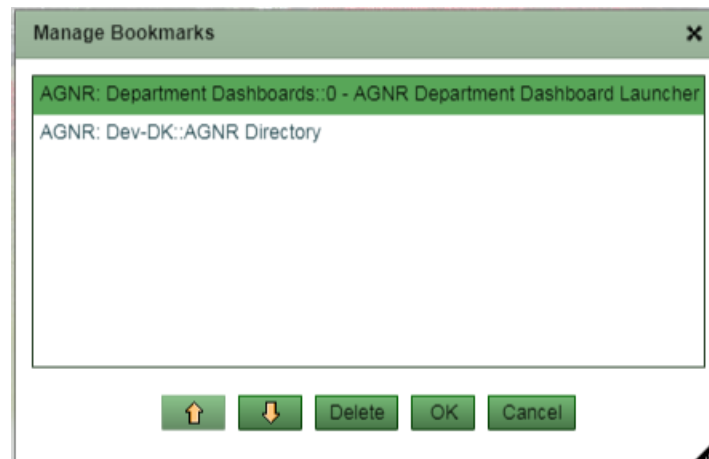 Manage Bookmarks
AGNR: Department Dashboards::0 - AGNR Department Dashboard Launcher
AGNR: Dev-DK::AGNR Directory
Delete OK Cancel